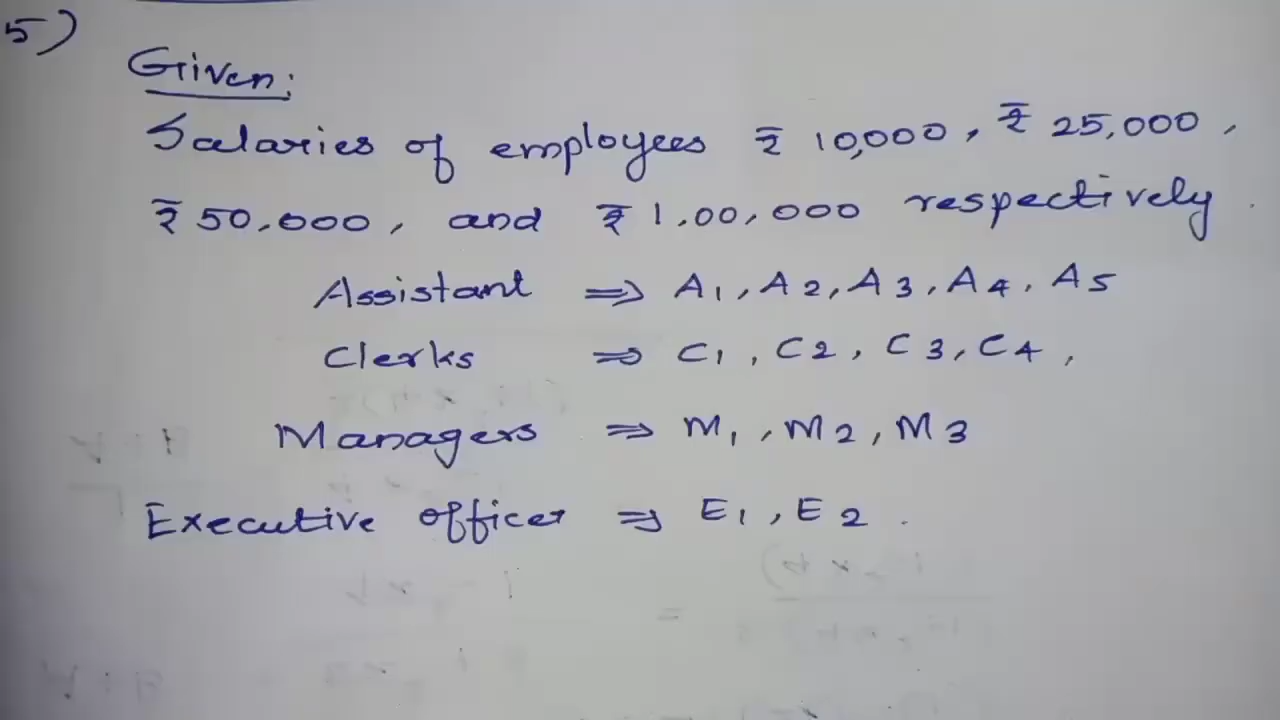 5)
Given:
Salaries of employees ₹ 10,000, ₹ 25,000,
₹ 50,000, and ₹ 1,00,000 respectively.
Assistant ⇒ A1, A2, A3, A4, A5
Clerks ⇒ C1, C2, C3, C4,
Managers ⇒ M1, M2, M3
Executive officer ⇒ E1, E2.